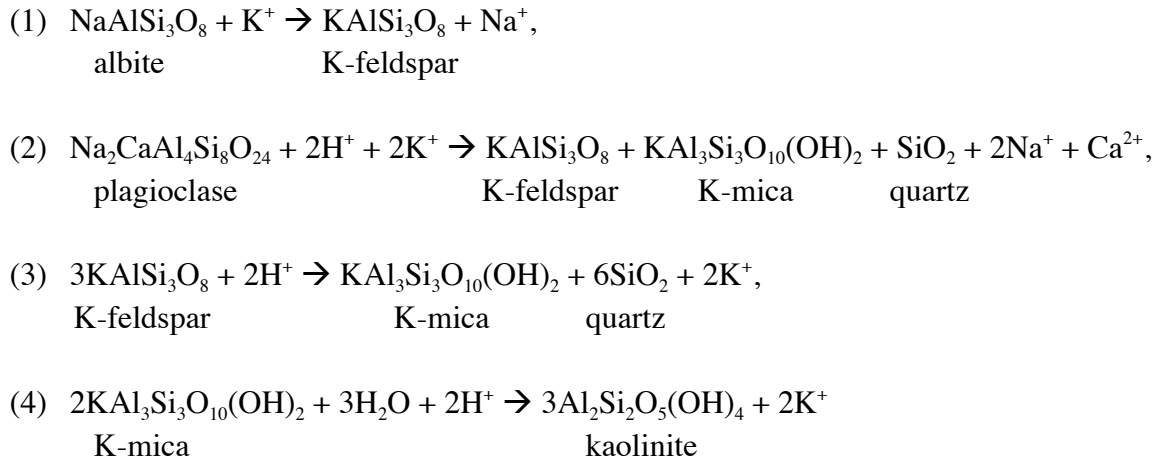 (1) NaAlSi₃O₈ + K⁺ → KAlSi₃O₈ + Na⁺,
albite K-feldspar
(2) Na₂CaAl₄Si₈O₂₄ + 2H⁺ + 2K⁺ → KAlSi₃O₈ + KAl₃Si₃O₁₀(OH)₂ + SiO₂ + 2Na⁺ + Ca²⁺,
plagioclase K-feldspar K-mica quartz
(3) 3KAlSi₃O₈ + 2H⁺ → KAl₃Si₃O₁₀(OH)₂ + 6SiO₂ + 2K⁺,
K-feldspar K-mica quartz
(4) 2KAl₃Si₃O₁₀(OH)₂ + 3H₂O + 2H⁺ → 3Al₂Si₂O₅(OH)₄ + 2K⁺
K-mica kaolinite